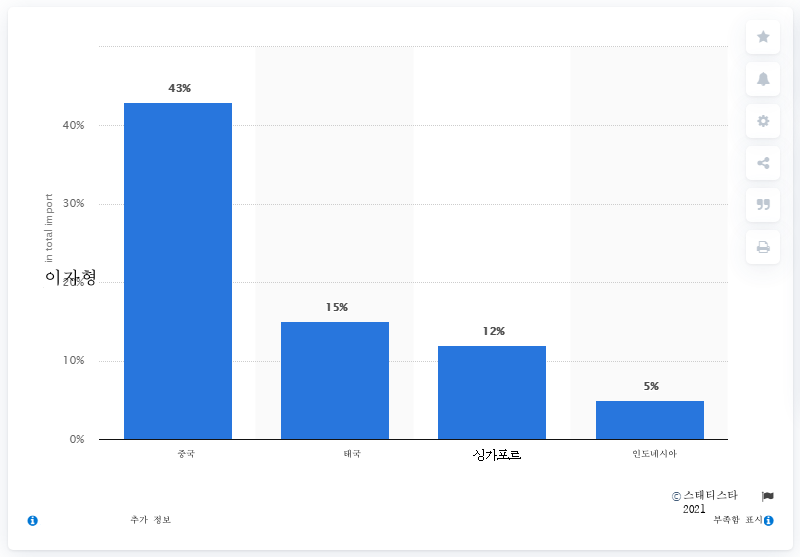 43%
40%
30%
in total import
이자형
20%
15%
12%
10%
5%
0%
중국
태국
싱가포르
인도네시아
© 스태티스타
2021
추가 정보
부족함 표시